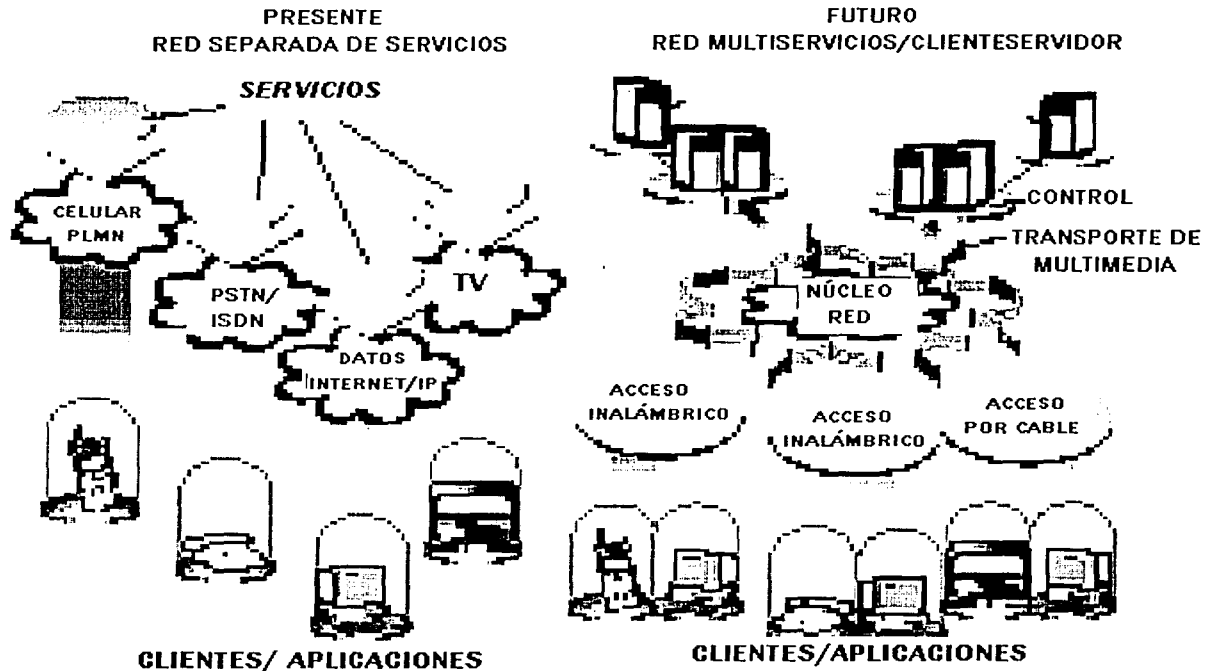 PRESENTE
RED SEPARADA DE SERVICIOS
SERVICIOS
CELULAR
PLMN
PSTN/
ISDN
DATOS
INTERNET/IP
TV
CLIENTES/ APLICACIONES
FUTURO
RED MULTISERVICIOS/CLIENTESERVIDOR
CONTROL
TRANSPORTE DE
MULTIMEDIA
NÚCLEO
RED
ACCESO
INALÁMBRICO
ACCESO
INALÁMBRICO
ACCESO
POR CABLE
CLIENTES/APLICACIONES